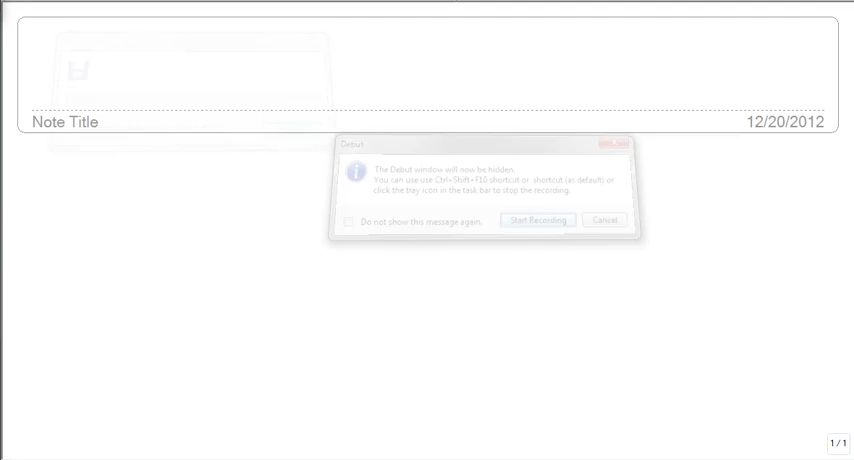 Note Title
12/20/2012
Debut
The Debut window will now be hidden.
You can use use Ctrl+Shift+F10 shortcut or  shortcut (as default) or
click the tray icon in the task bar to stop the recording.
Do not show this message again.
Start Recording
Cancel
1 / 1